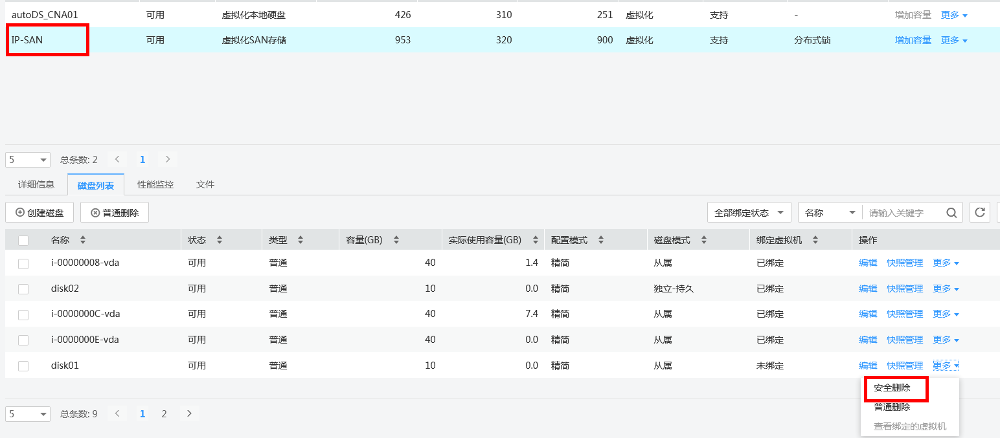 autoDS_CNA01 可用 虚拟化本地硬盘 426 310 251 虚拟化 支持 - 增加容量 更多
IP-SAN 可用 虚拟化SAN存储 953 320 900 虚拟化 支持 分布式锁 增加容量 更多
5 总条数: 2 1
详细信息 磁盘列表 性能监控 文件
创建磁盘 普通删除 全部绑定状态 名称 请输入关键字
名称 状态 类型 容量(GB) 实际使用容量(GB) 配置模式 磁盘模式 绑定虚拟机 操作
i-00000008-vda 可用 普通 40 1.4 精简 从属 已绑定 编辑 快照管理 更多
disk02 可用 普通 10 0.0 精简 独立-持久 已绑定 编辑 快照管理 更多
i-0000000C-vda 可用 普通 40 7.4 精简 从属 已绑定 编辑 快照管理 更多
i-0000000E-vda 可用 普通 40 0.0 精简 从属 已绑定 编辑 快照管理 更多
disk01 可用 普通 10 0.0 精简 从属 未绑定 编辑 快照管理 更多
安全删除
普通删除
查看绑定的虚拟机
5 总条数: 9 1 2